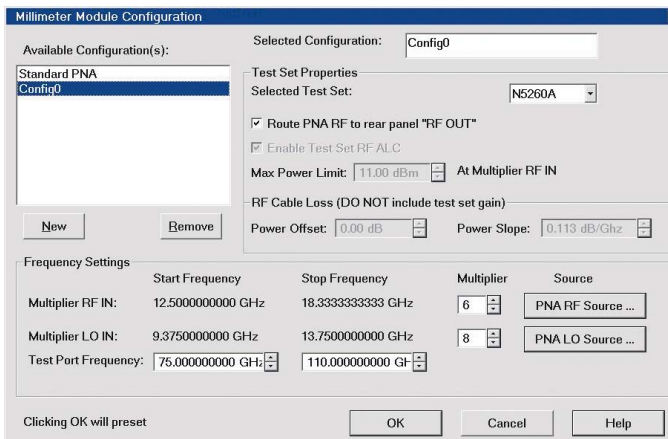 Millimeter Module Configuration
Available Configuration(s):
Standard PNA
Config0
New
Remove
Selected Configuration: Config0
Test Set Properties
Selected Test Set: N5260A
Route PNA RF to rear panel "RF OUT"
Enable Test Set RF ALC
Max Power Limit: 11.00 dBm At Multiplier RF IN
RF Cable Loss (DO NOT include test set gain)
Power Offset: 0.00 dB Power Slope: 0.113 dB/Ghz
Frequency Settings
Start Frequency Stop Frequency Multiplier Source
Multiplier RF IN: 12.5000000000 GHz 18.3333333333 GHz 6 PNA RF Source ...
Multiplier LO IN: 9.3750000000 GHz 13.7500000000 GHz 8 PNA LO Source ...
Test Port Frequency: 75.000000000 GHz 110.000000000 GH
Clicking OK will preset
OK
Cancel
Help